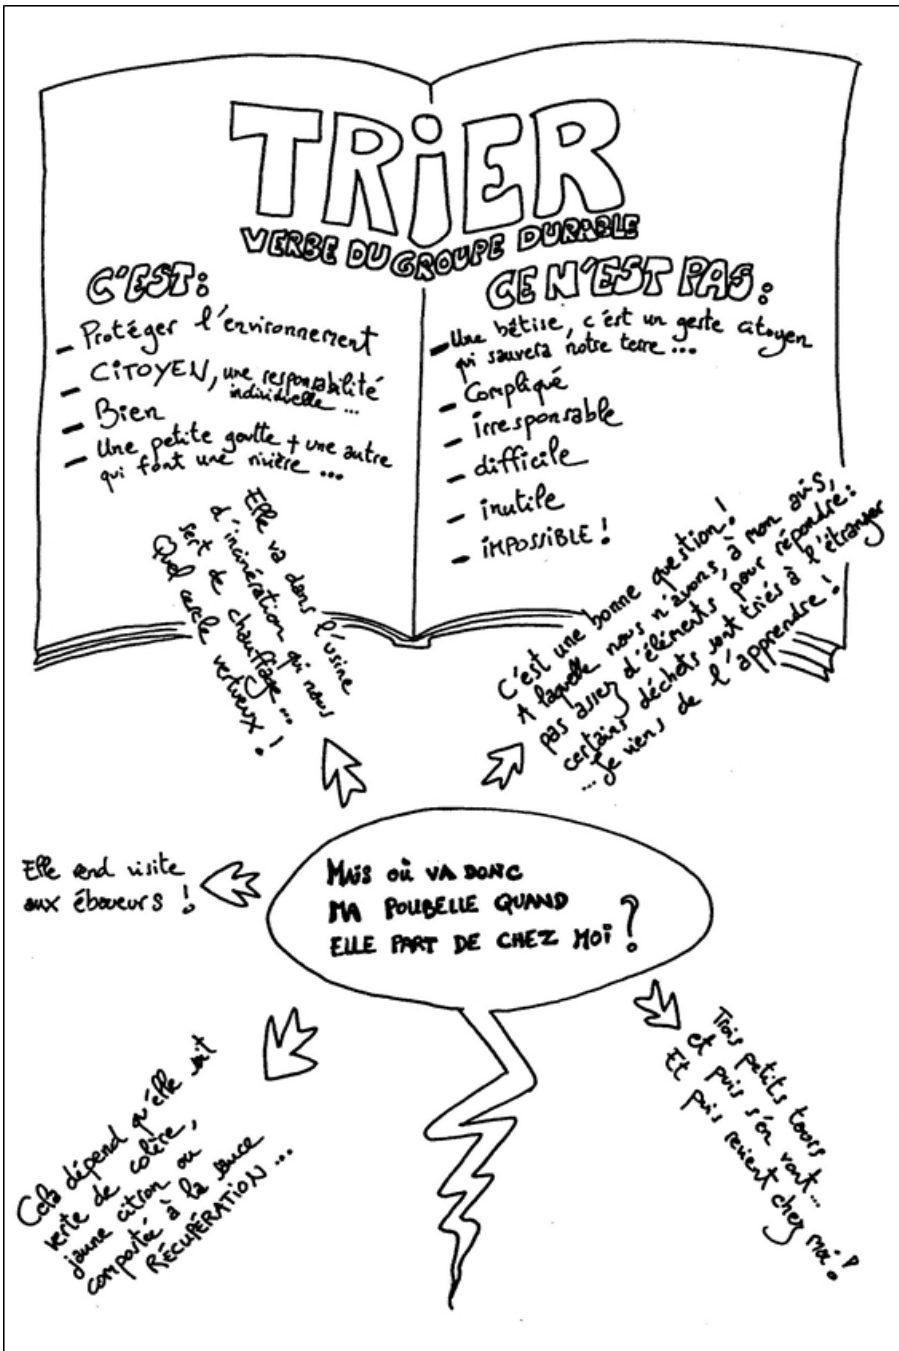 TRiER
VERBE DU GROUPE DURABLE
C'EST:
- Protéger l'environnement
- CiTOYEN, une responsabilité
individuelle ...
- Bien
- Une petite goutte + une autre
qui font une rivière ...
CE N'EST PAS:
- Une bêtise, c'est un geste citoyen
qui sauvera notre terre ...
- Compliqué
- irresponsable
- difficile
- inutile
- iMPOSSiBLE !
Elle va dans l'usine
d'incinération qui nous
sert de chauffage ...
Quel cercle vertueux !
C'est une bonne question!
A laquelle nous n'avons, à mon avis,
pas assez d'éléments pour répondre:
certains déchets sont triés à l'étranger
... Je viens de l'apprendre !
Elle rend visite
aux éboueurs !
MAiS Où VA DONC
MA POUBELLE QUAND
ELLE PART DE CHEZ MOi ?
Cela dépend qu'elle soit
verte de colère,
jaune citron ou
compostée à la sauce
RÉCUPÉRATION ...
Trois petits tours
et puis s'en vont...
Et puis revient chez moi !